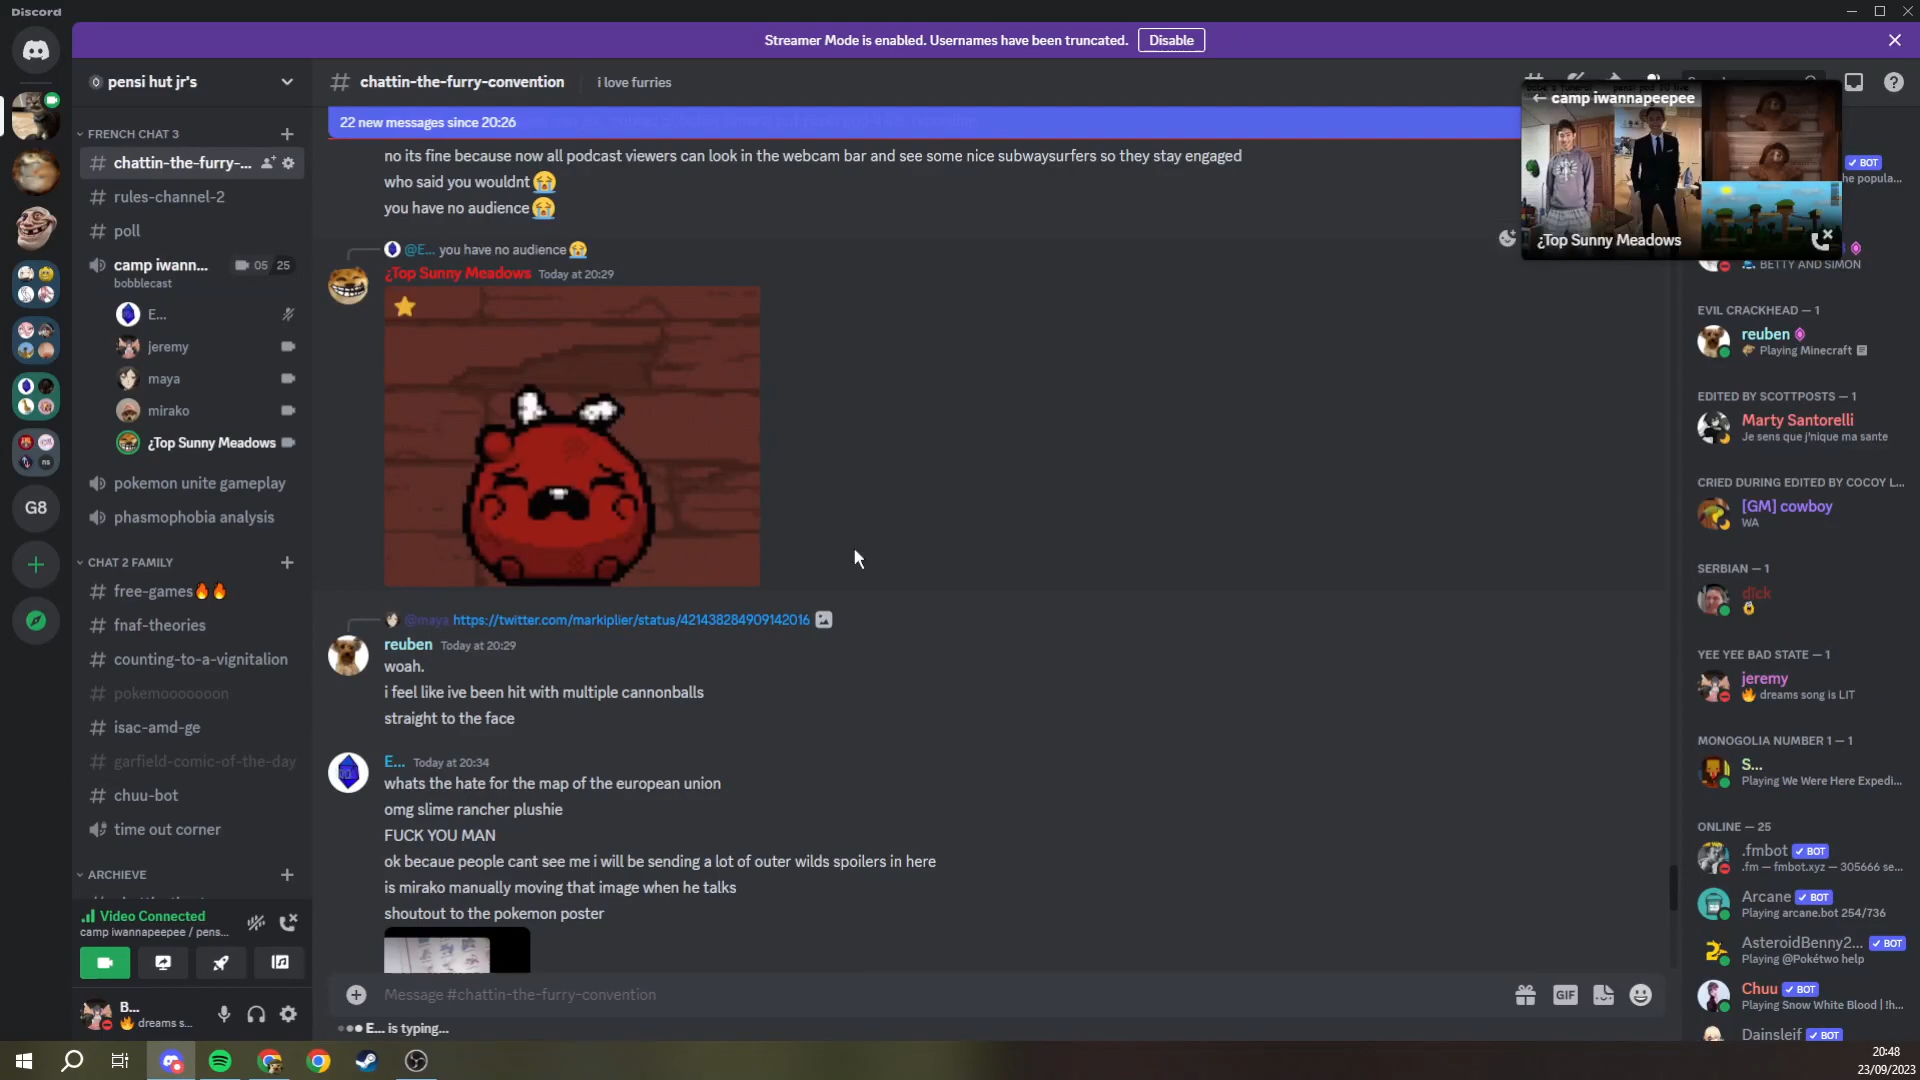 Discord
Streamer Mode is enabled. Usernames have been truncated.
Disable
pensi hut jr's
chattin-the-furry-convention
i love furries
22 new messages since 20:26
FRENCH CHAT 3
chattin-the-furry-...
rules-channel-2
poll
camp iwann...
05 25
bobblecast
E...
jeremy
maya
mirako
¿Top Sunny Meadows
pokemon unite gameplay
phasmophobia analysis
CHAT 2 FAMILY
free-games🔥🔥
fnaf-theories
counting-to-a-vignitalion
pokemooooooon
isac-amd-ge
garfield-comic-of-the-day
chuu-bot
time out corner
ARCHIEVE
Video Connected
camp iwannapeepee / pens...
B...
🔥 dreams s...
G8
no its fine because now all podcast viewers can look in the webcam bar and see some nice subwaysurfers so they stay engaged
who said you wouldnt 😭
you have no audience 😭
@E... you have no audience 😭
¿Top Sunny Meadows Today at 20:29
@maya https://twitter.com/markiplier/status/421438284909142016
reuben Today at 20:29
woah.
i feel like ive been hit with multiple cannonballs
straight to the face
E... Today at 20:34
whats the hate for the map of the european union
omg slime rancher plushie
FUCK YOU MAN
ok becaue people cant see me i will be sending a lot of outer wilds spoilers in here
is mirako manually moving that image when he talks
shoutout to the pokemon poster
Message #chattin-the-furry-convention
GIF
E... is typing...
camp iwannapeepee
¿Top Sunny Meadows
BOT
he popula...
BETTY AND SIMON
EVIL CRACKHEAD — 1
reuben
Playing Minecraft
EDITED BY SCOTTPOSTS — 1
Marty Santorelli
Je sens que j'nique ma sante
CRIED DURING EDITED BY COCOY L...
[GM] cowboy
WA
SERBIAN — 1
dick
YEE YEE BAD STATE — 1
jeremy
🔥 dreams song is LIT
MONOGOLIA NUMBER 1 — 1
S...
Playing We Were Here Expedi...
ONLINE — 25
.fmbot BOT
.fm — fmbot.xyz — 305666 se...
Arcane BOT
Playing arcane.bot 254/736
AsteroidBenny2... BOT
Playing @Pokétwo help
Chuu BOT
Playing Snow White Blood | !h...
Dainsleif BOT
20:48
23/09/2023